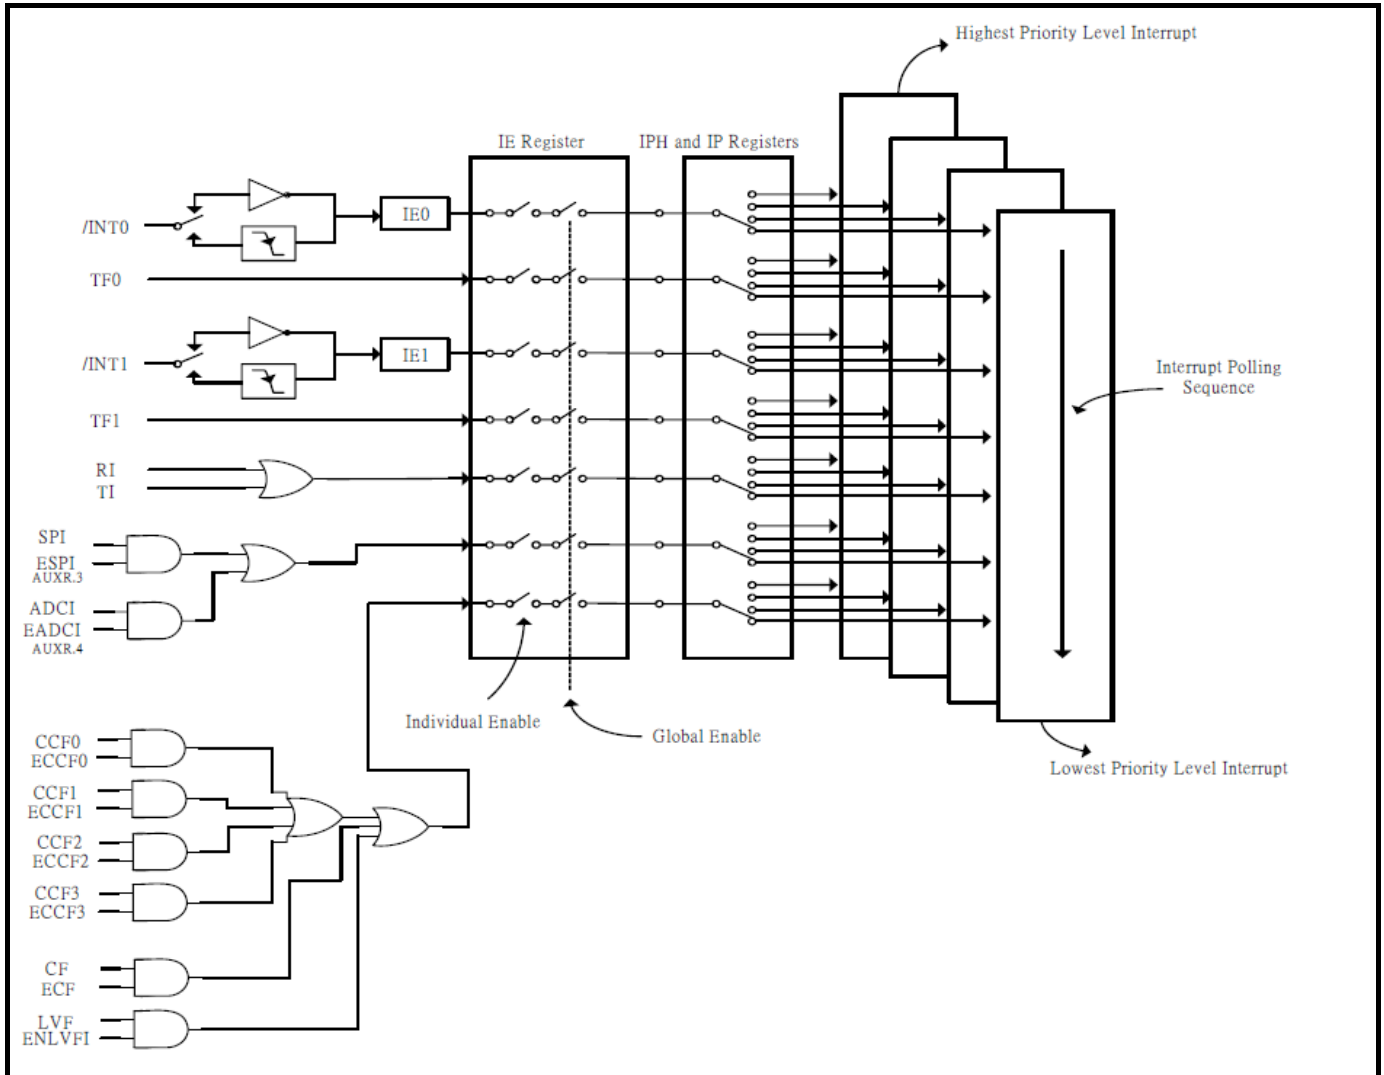 Highest Priority Level Interrupt
IE Register
IPH and IP Registers
/INT0
IE0
TF0
/INT1
IE1
TF1
RI
TI
SPI
ESPI
AUXR.3
ADCI
EADCI
AUXR.4
Interrupt Polling
Sequence
Individual Enable
Global Enable
Lowest Priority Level Interrupt
CCF0
ECCF0
CCF1
ECCF1
CCF2
ECCF2
CCF3
ECCF3
CF
ECF
LVF
ENLVFI